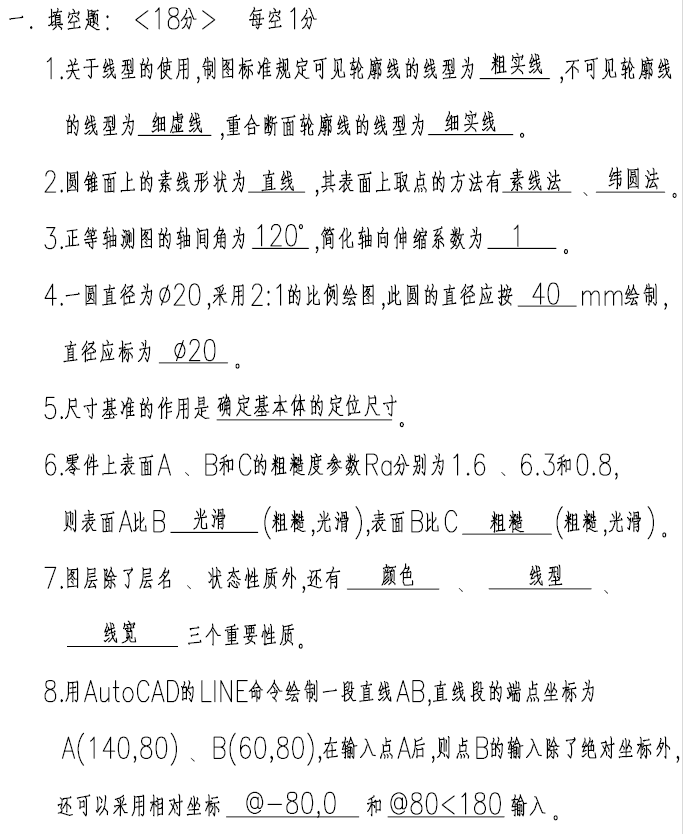 一. 填空题: <18分> 每空1分
1.关于线型的使用,制图标准规定可见轮廓线的线型为 粗实线 ,不可见轮廓线
的线型为 细虚线 ,重合断面轮廓线的线型为 细实线 。
2.圆锥面上的素线形状为 直线 ,其表面上取点的方法有 素线法 、 纬圆法 。
3.正等轴测图的轴间角为 120° ,简化轴向伸缩系数为 1 。
4.一圆直径为Ø20,采用2:1的比例绘图,此圆的直径应按 40 mm绘制,
直径应标为 Ø20 。
5.尺寸基准的作用是 确定基本体的定位尺寸 。
6.零件上表面A 、B和C的粗糙度参数Ra分别为1.6 、6.3和0.8,
则表面A比B 光滑 (粗糙,光滑),表面B比C 粗糙 (粗糙,光滑)。
7.图层除了层名 、状态性质外,还有 颜色 、 线型 、
线宽 三个重要性质。
8.用AutoCAD的LINE命令绘制一段直线AB,直线段的端点坐标为
A(140,80) 、B(60,80),在输入点A后,则点B的输入除了绝对坐标外,
还可以采用相对坐标 @-80,0 和 @80<180 输入 。